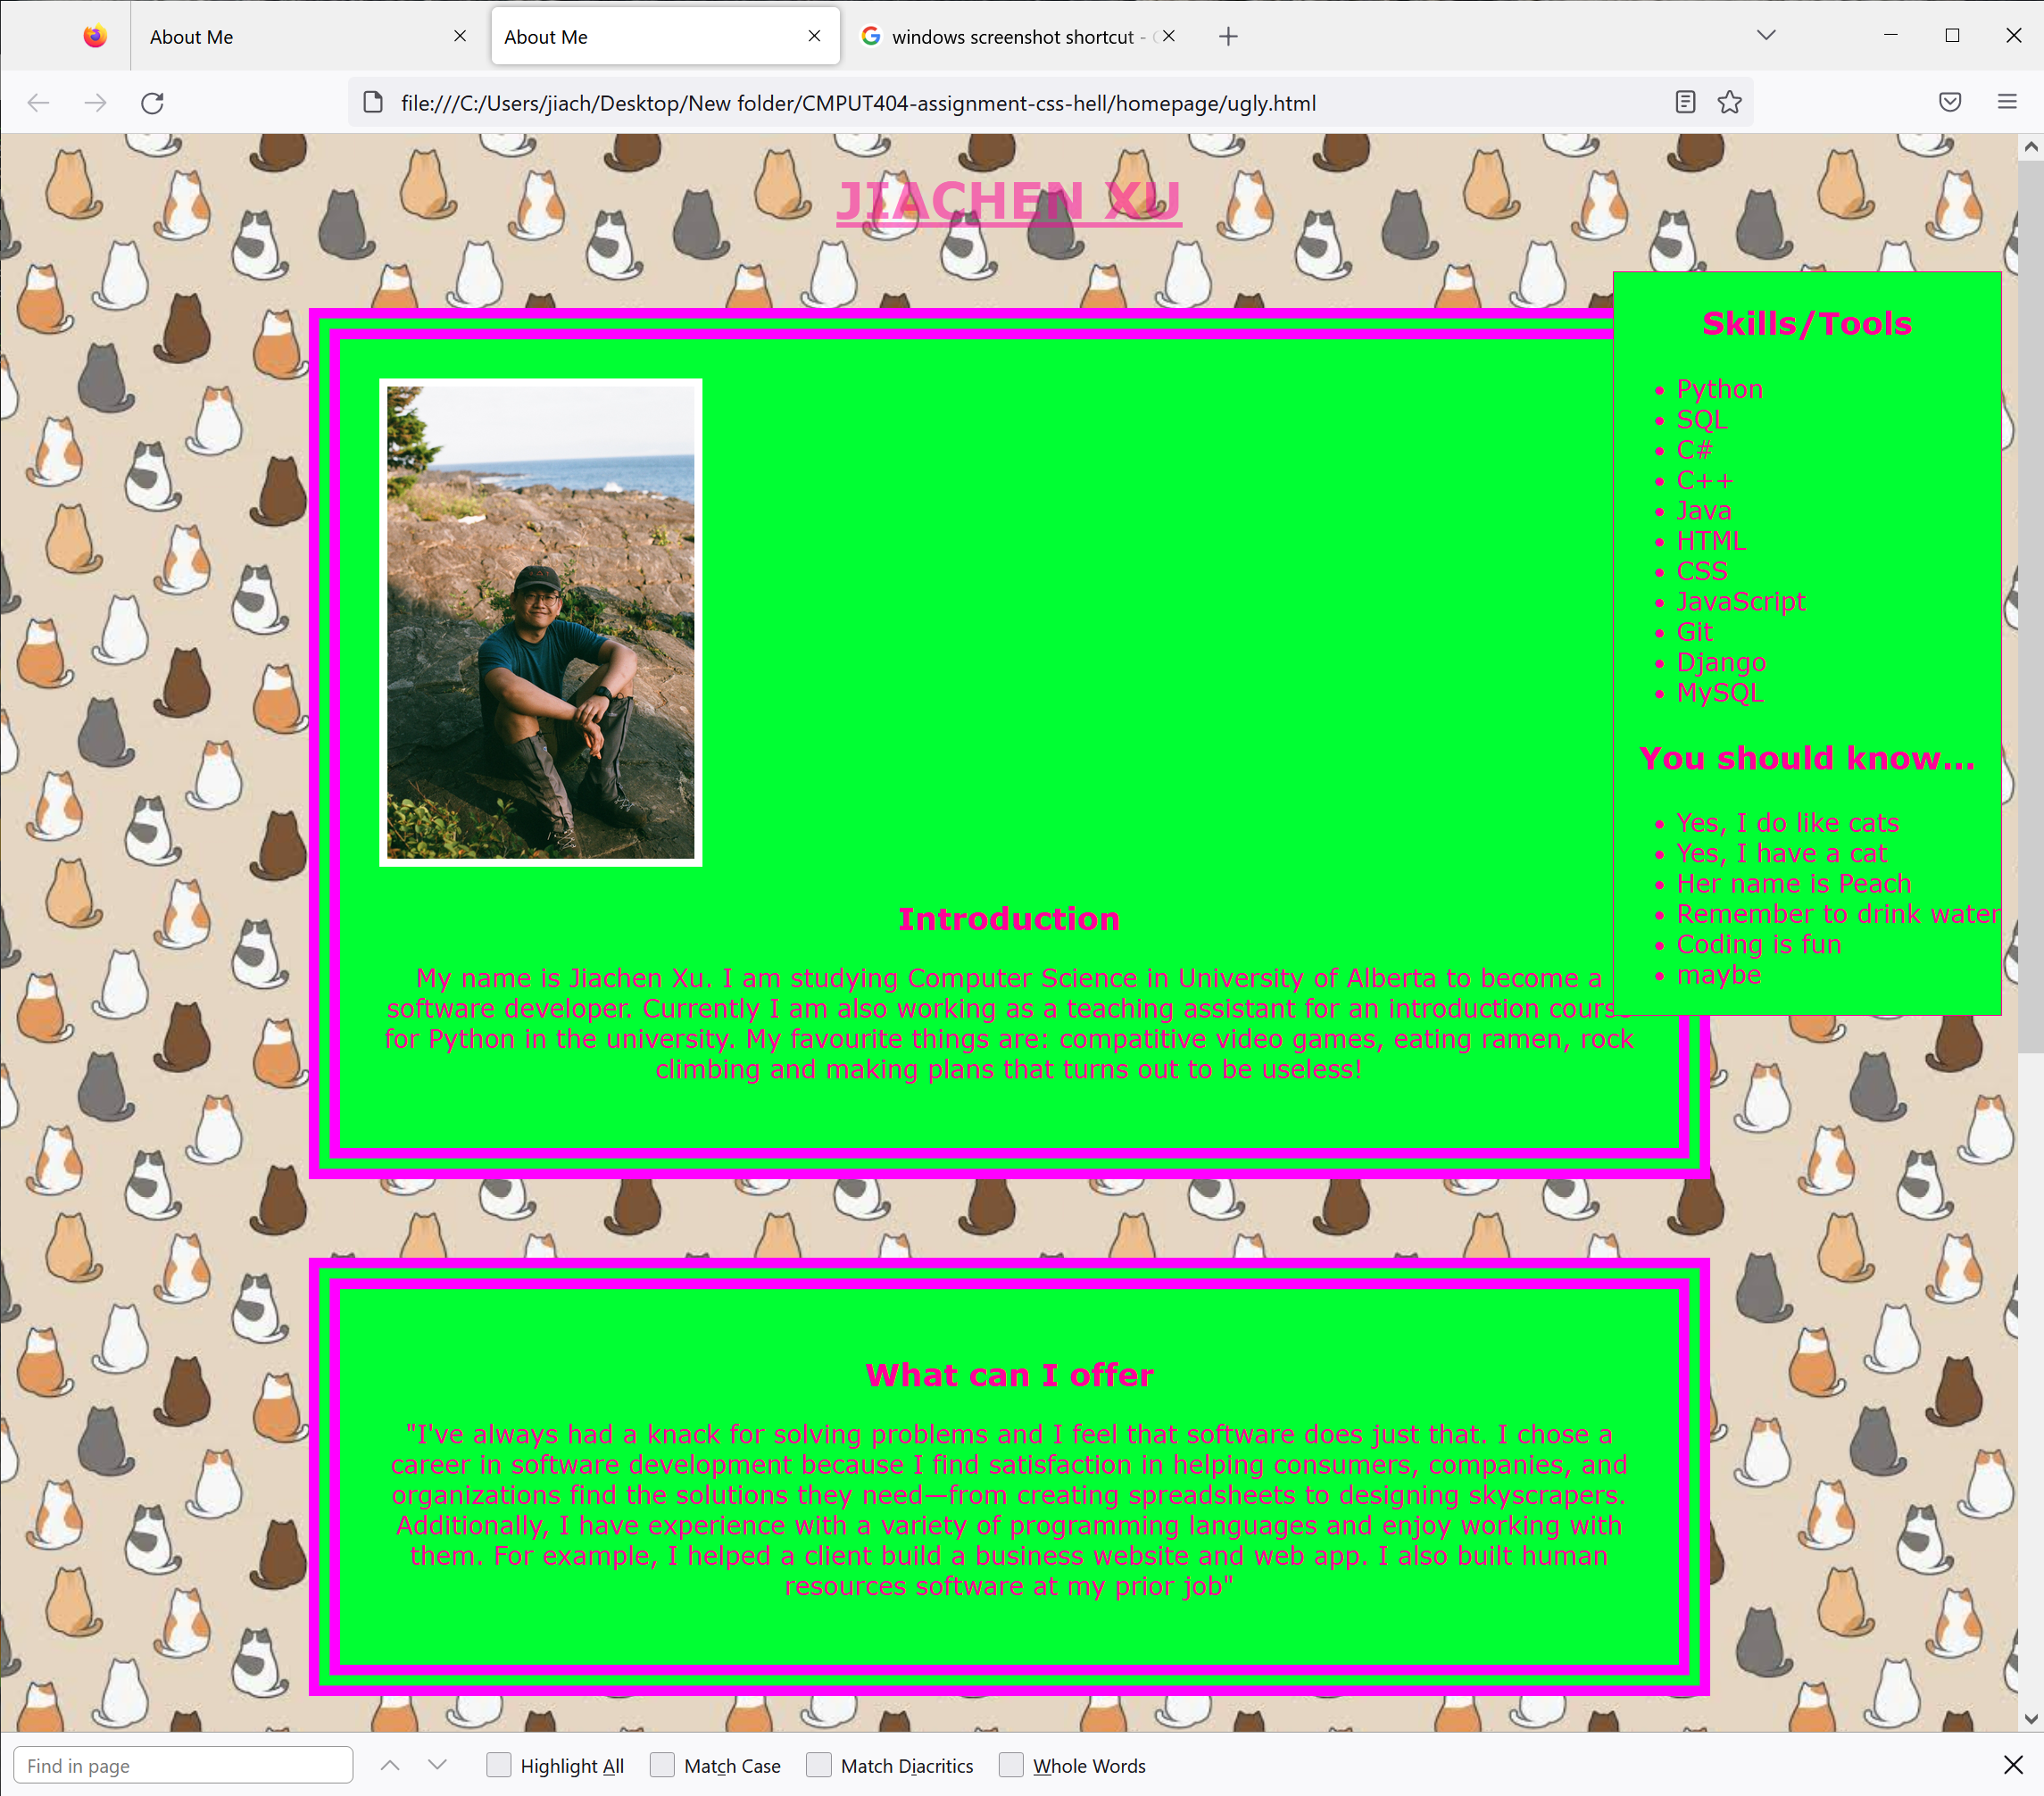 About Me
About Me
windows screenshot shortcut -
file:///C:/Users/jiach/Desktop/New folder/CMPUT404-assignment-css-hell/homepage/ugly.html
JIACHEN XU
Introduction
My name is Jiachen Xu. I am studying Computer Science in University of Alberta to become a
software developer. Currently I am also working as a teaching assistant for an introduction course
for Python in the university. My favourite things are: compatitive video games, eating ramen, rock
climbing and making plans that turns out to be useless!
Skills/Tools
Python
SQL
C#
C++
Java
HTML
CSS
JavaScript
Git
Django
MySQL
You should know...
Yes, I do like cats
Yes, I have a cat
Her name is Peach
Remember to drink water
Coding is fun
maybe
What can I offer
"I've always had a knack for solving problems and I feel that software does just that. I chose a
career in software development because I find satisfaction in helping consumers, companies, and
organizations find the solutions they need—from creating spreadsheets to designing skyscrapers.
Additionally, I have experience with a variety of programming languages and enjoy working with
them. For example, I helped a client build a business website and web app. I also built human
resources software at my prior job"
Find in page
Highlight All
Match Case
Match Diacritics
Whole Words